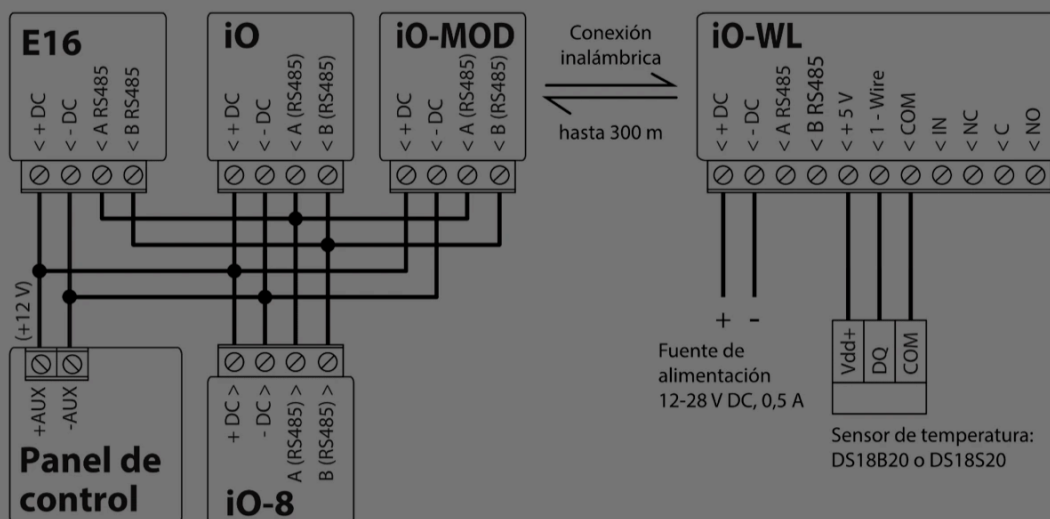 E16
< + DC
< - DC
< A RS485
< B RS485
iO
< + DC
< - DC
< A (RS485)
< B (RS485)
iO-MOD
< + DC
< - DC
< A (RS485)
< B (RS485)
Conexión
inalámbrica
hasta 300 m
iO-WL
< + DC
< - DC
< A RS485
< B RS485
< + 5 V
< 1 - Wire
< COM
< IN
< NC
< C
< NO
(+12 V)
+AUX
-AUX
Panel de
control
+ DC >
- DC >
A (RS485) >
B (RS485) >
iO-8
+ -
Fuente de
alimentación
12-28 V DC, 0,5 A
Vdd+
DQ
COM
Sensor de temperatura:
DS18B20 o DS18S20